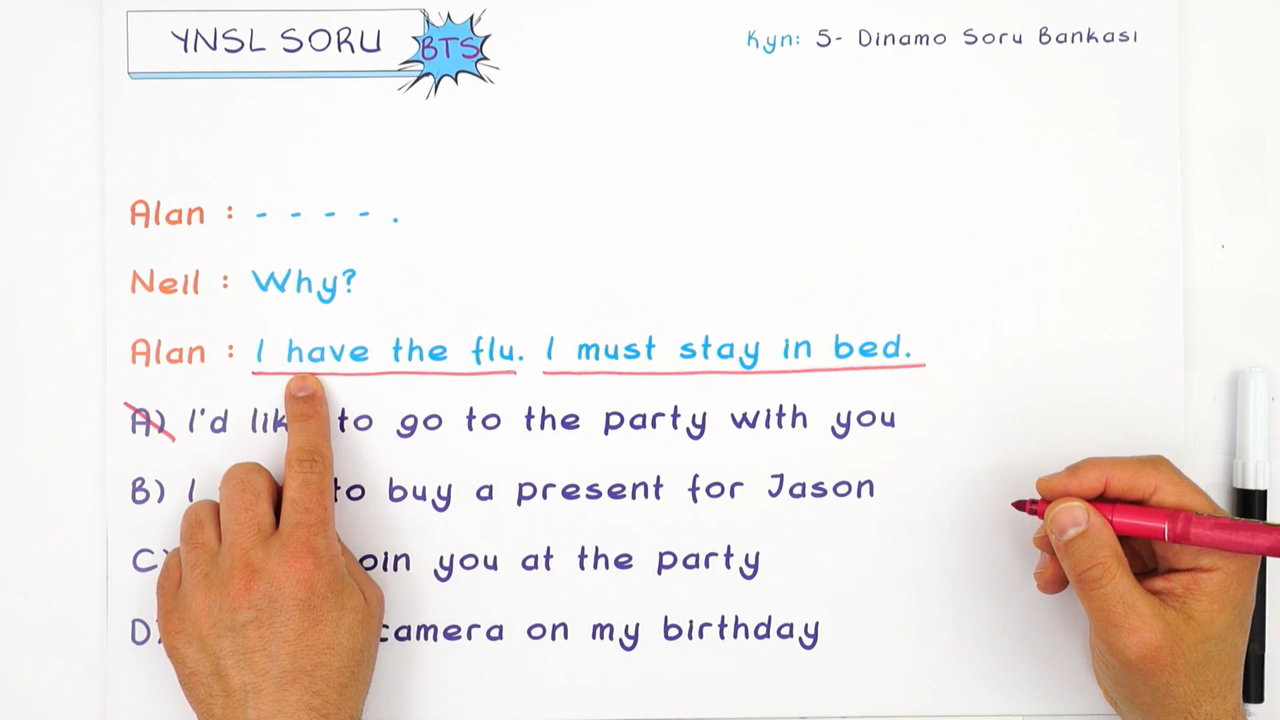 YNSL SORU BTS
Kyn: 5- Dinamo Soru Bankası
Alan : - - - - .
Neil : Why?
Alan : I have the flu. I must stay in bed.
A) I'd to go to the party with you
B) I to buy a present for Jason
C) you at the party
D) camera on my birthday